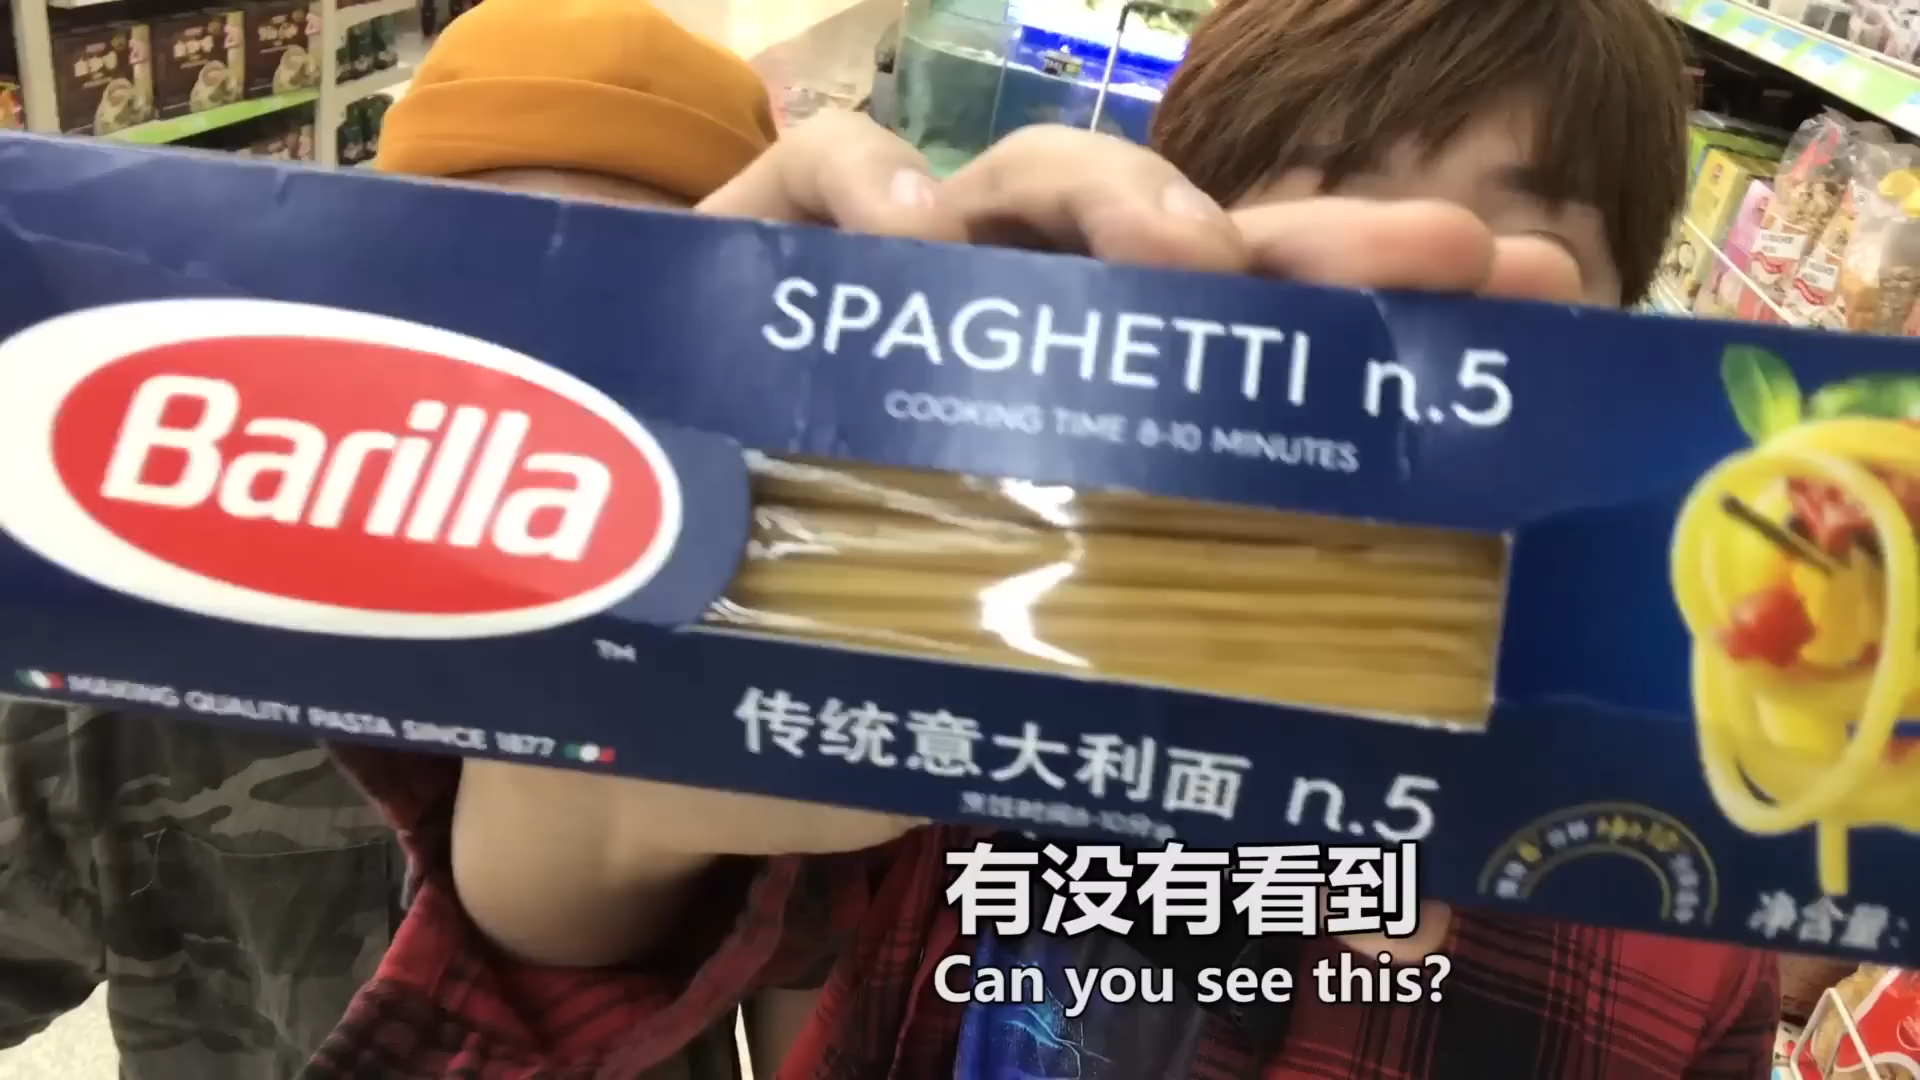 SPAGHETTI n.5
COOKING TIME 8-10 MINUTES
Barilla
TM
MAKING QUALITY PASTA SINCE 1877
传统意大利面 n.5
净含量:
有没有看到
Can you see this?